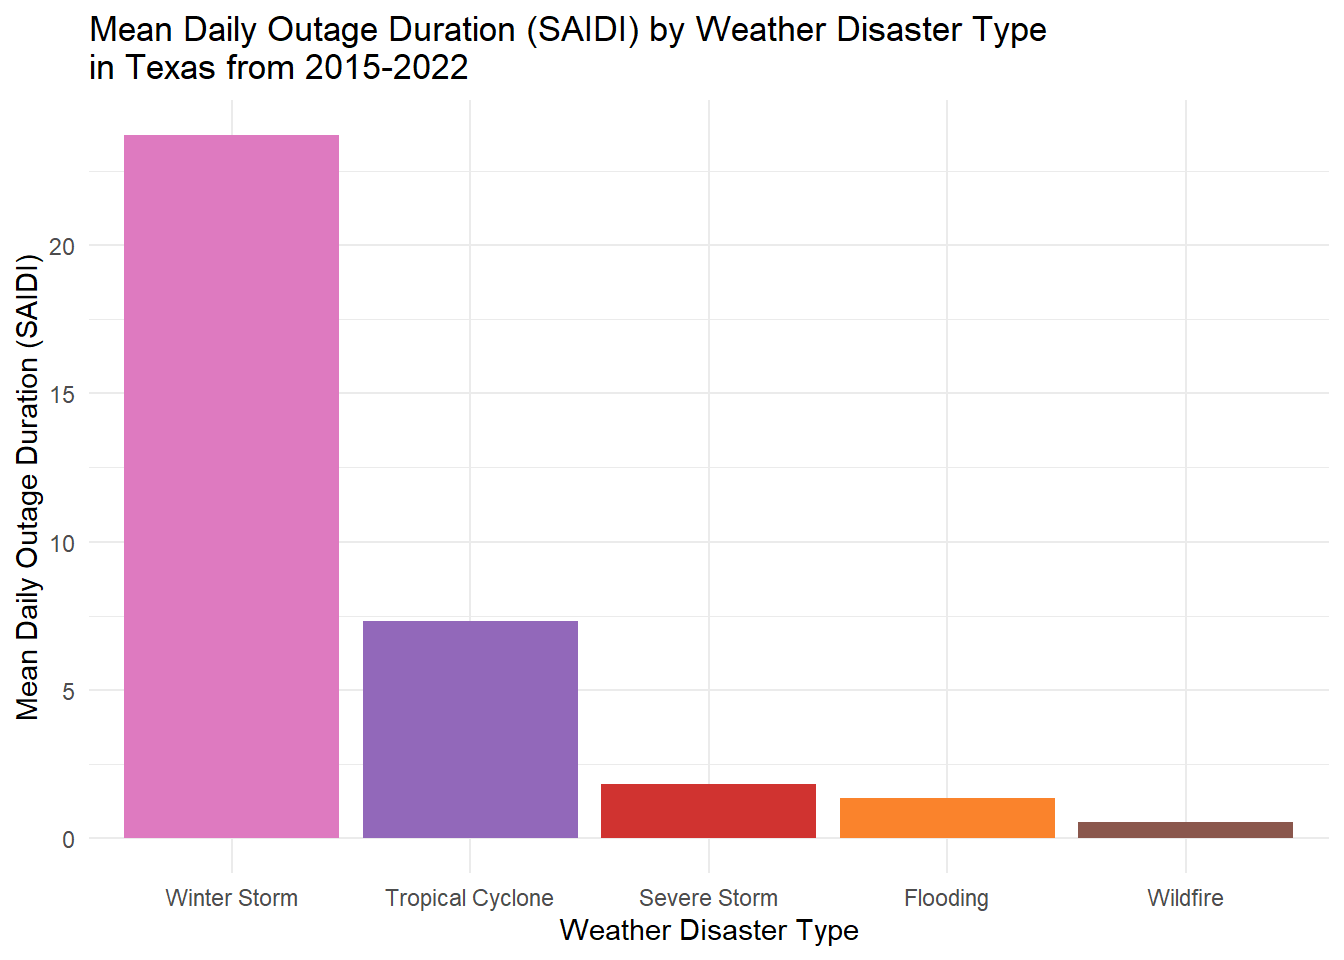 Mean Daily Outage Duration (SAIDI) by Weather Disaster Type
in Texas from 2015-2022
Mean Daily Outage Duration (SAIDI)
20
15
10
5
0
Winter Storm
Tropical Cyclone
Severe Storm
Flooding
Wildfire
Weather Disaster Type